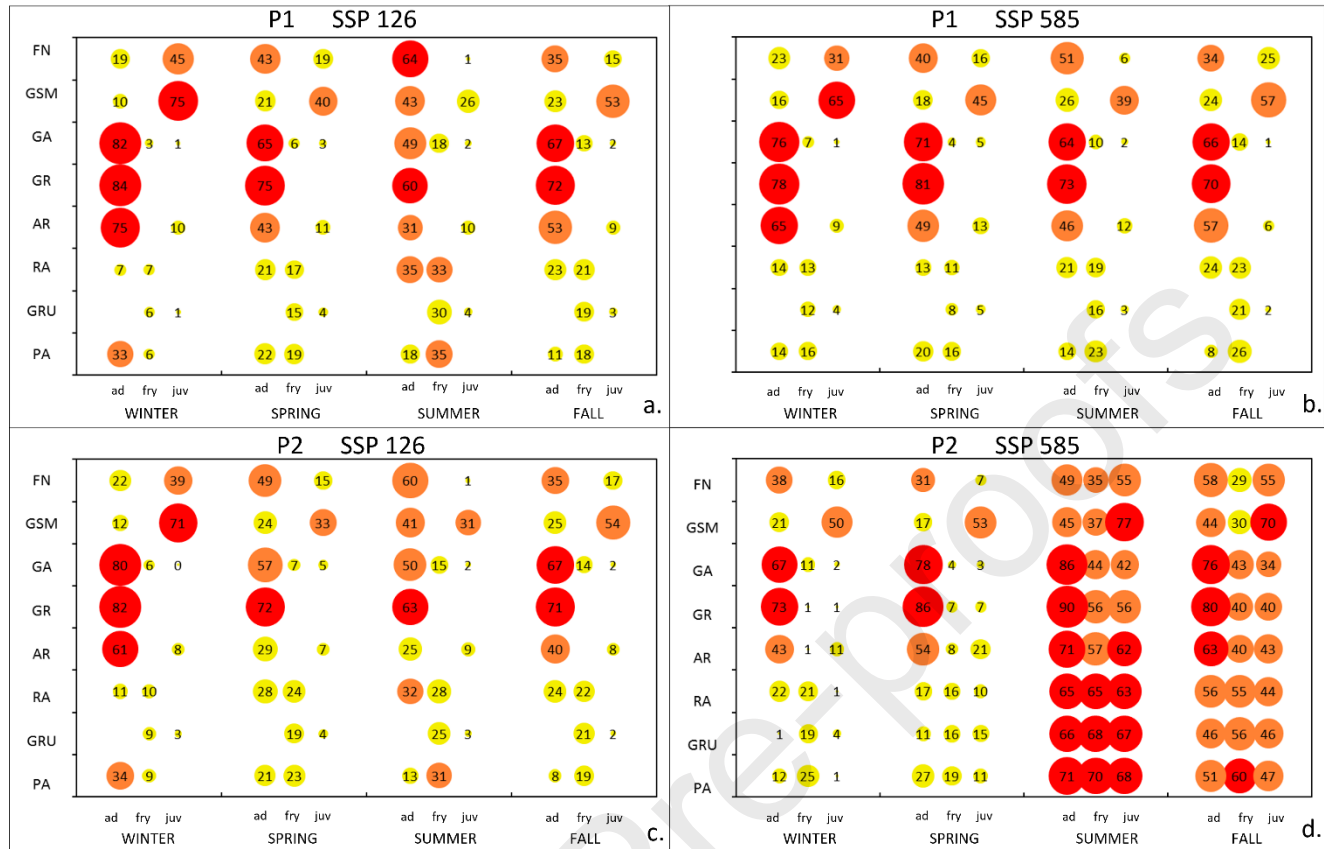 P1 SSP 126
FN 19 45 43 19 64 1 35 15
GSM 10 75 21 40 43 26 23 53
GA 82 3 1 65 6 3 49 18 2 67 13 2
GR 84 75 60 72
AR 75 10 43 11 31 10 53 9
RA 7 7 21 17 35 33 23 21
GRU 6 1 15 4 30 4 19 3
PA 33 6 22 19 18 35 11 18
ad fry juv ad fry juv ad fry juv ad fry juv
WINTER SPRING SUMMER FALL a.
P1 SSP 585
23 31 40 16 51 6 34 25
16 65 18 45 26 39 24 57
76 7 1 71 4 5 64 10 2 66 14 1
78 81 73 70
65 9 49 13 46 12 57 6
14 13 13 11 21 19 24 23
12 4 8 5 16 3 21 2
14 16 20 16 14 23 8 26
ad fry juv ad fry juv ad fry juv ad fry juv
WINTER SPRING SUMMER FALL b.
P2 SSP 126
FN 22 39 49 15 60 1 35 17
GSM 12 71 24 33 41 31 25 54
GA 80 6 0 57 7 5 50 15 2 67 14 2
GR 82 72 63 71
AR 61 8 29 7 25 9 40 8
RA 11 10 28 24 32 28 24 22
GRU 9 3 19 4 25 3 21 2
PA 34 9 21 23 13 31 8 19
ad fry juv ad fry juv ad fry juv ad fry juv
WINTER SPRING SUMMER FALL c.
P2 SSP 585
FN 38 16 31 7 49 35 55 58 29 55
GSM 21 50 17 53 45 37 77 44 30 70
GA 67 11 2 78 4 3 86 44 42 76 43 34
GR 73 1 1 86 7 7 90 56 56 80 40 40
AR 43 1 11 54 8 21 71 57 62 63 40 43
RA 22 21 1 17 16 10 65 65 63 56 55 44
GRU 1 19 4 11 16 15 66 68 67 46 56 46
PA 12 25 1 27 19 11 71 70 68 51 60 47
ad fry juv ad fry juv ad fry juv ad fry juv
WINTER SPRING SUMMER FALL d.
re-proofs